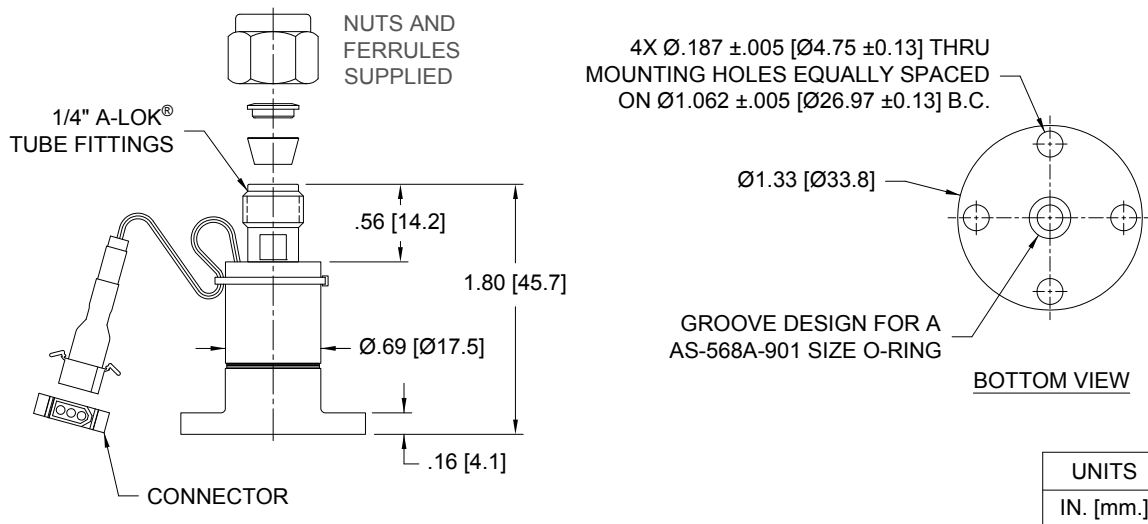 NUTS AND
FERRULES
SUPPLIED
1/4" A-LOK®
TUBE FITTINGS
.56 [14.2]
1.80 [45.7]
Ø.69 [Ø17.5]
.16 [4.1]
CONNECTOR
4X Ø.187 ±.005 [Ø4.75 ±0.13] THRU
MOUNTING HOLES EQUALLY SPACED
ON Ø1.062 ±.005 [Ø26.97 ±0.13] B.C.
Ø1.33 [Ø33.8]
GROOVE DESIGN FOR A
AS-568A-901 SIZE O-RING
BOTTOM VIEW
UNITS
IN. [mm.]